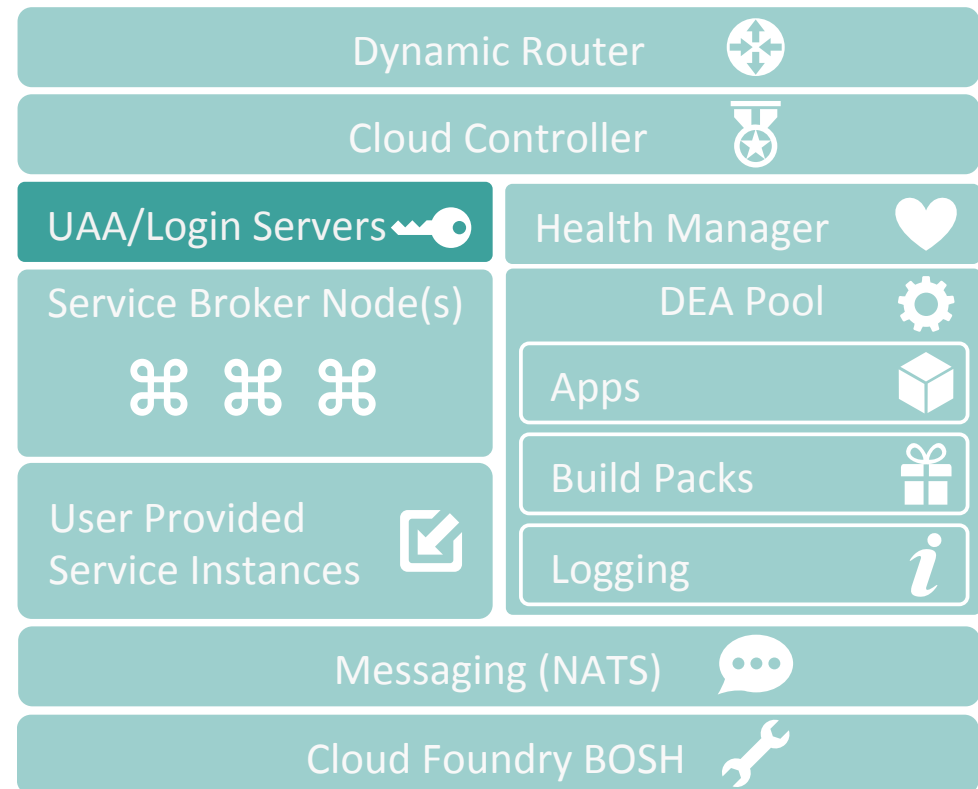 Dynamic Router
Cloud Controller
UAA/Login Servers
Health Manager
Service Broker Node(s)
DEA Pool
Apps
Build Packs
User Provided
Service Instances
Logging
Messaging (NATS)
Cloud Foundry BOSH